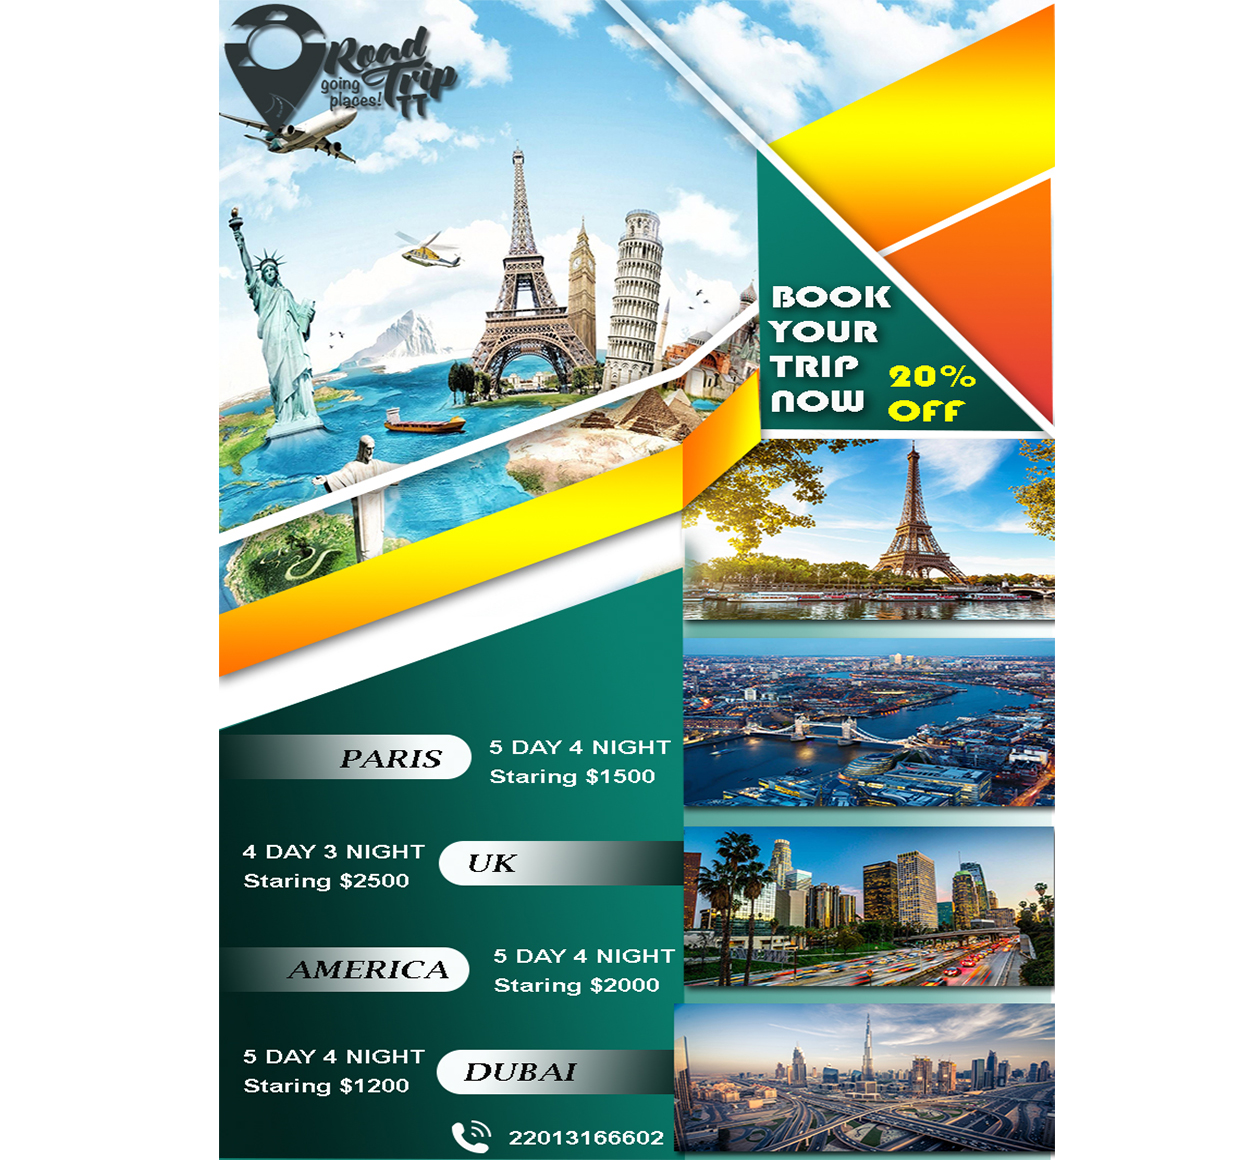 Road
going Trip
places! TT
BOOK
YOUR
TRIP
NOW
20%
OFF
PARIS
5 DAY 4 NIGHT
Staring $1500
4 DAY 3 NIGHT
Staring $2500
UK
AMERICA
5 DAY 4 NIGHT
Staring $2000
5 DAY 4 NIGHT
Staring $1200
DUBAI
22013166602